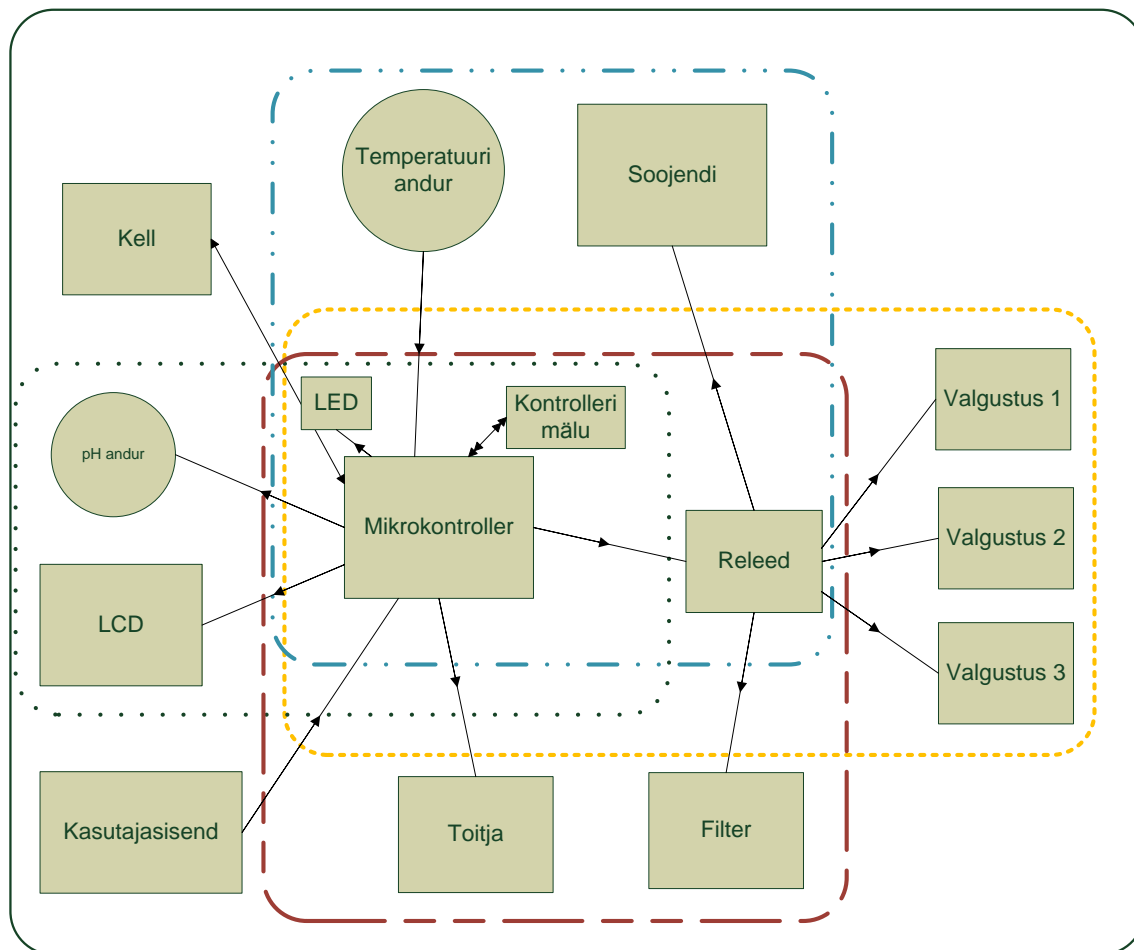 Temperatuuri
andur
Soojendi
Kell
LED
Kontrolleri
mälu
Valgustus 1
pH andur
Mikrokontroller
Releed
Valgustus 2
LCD
Valgustus 3
Kasutajasisend
Toitja
Filter